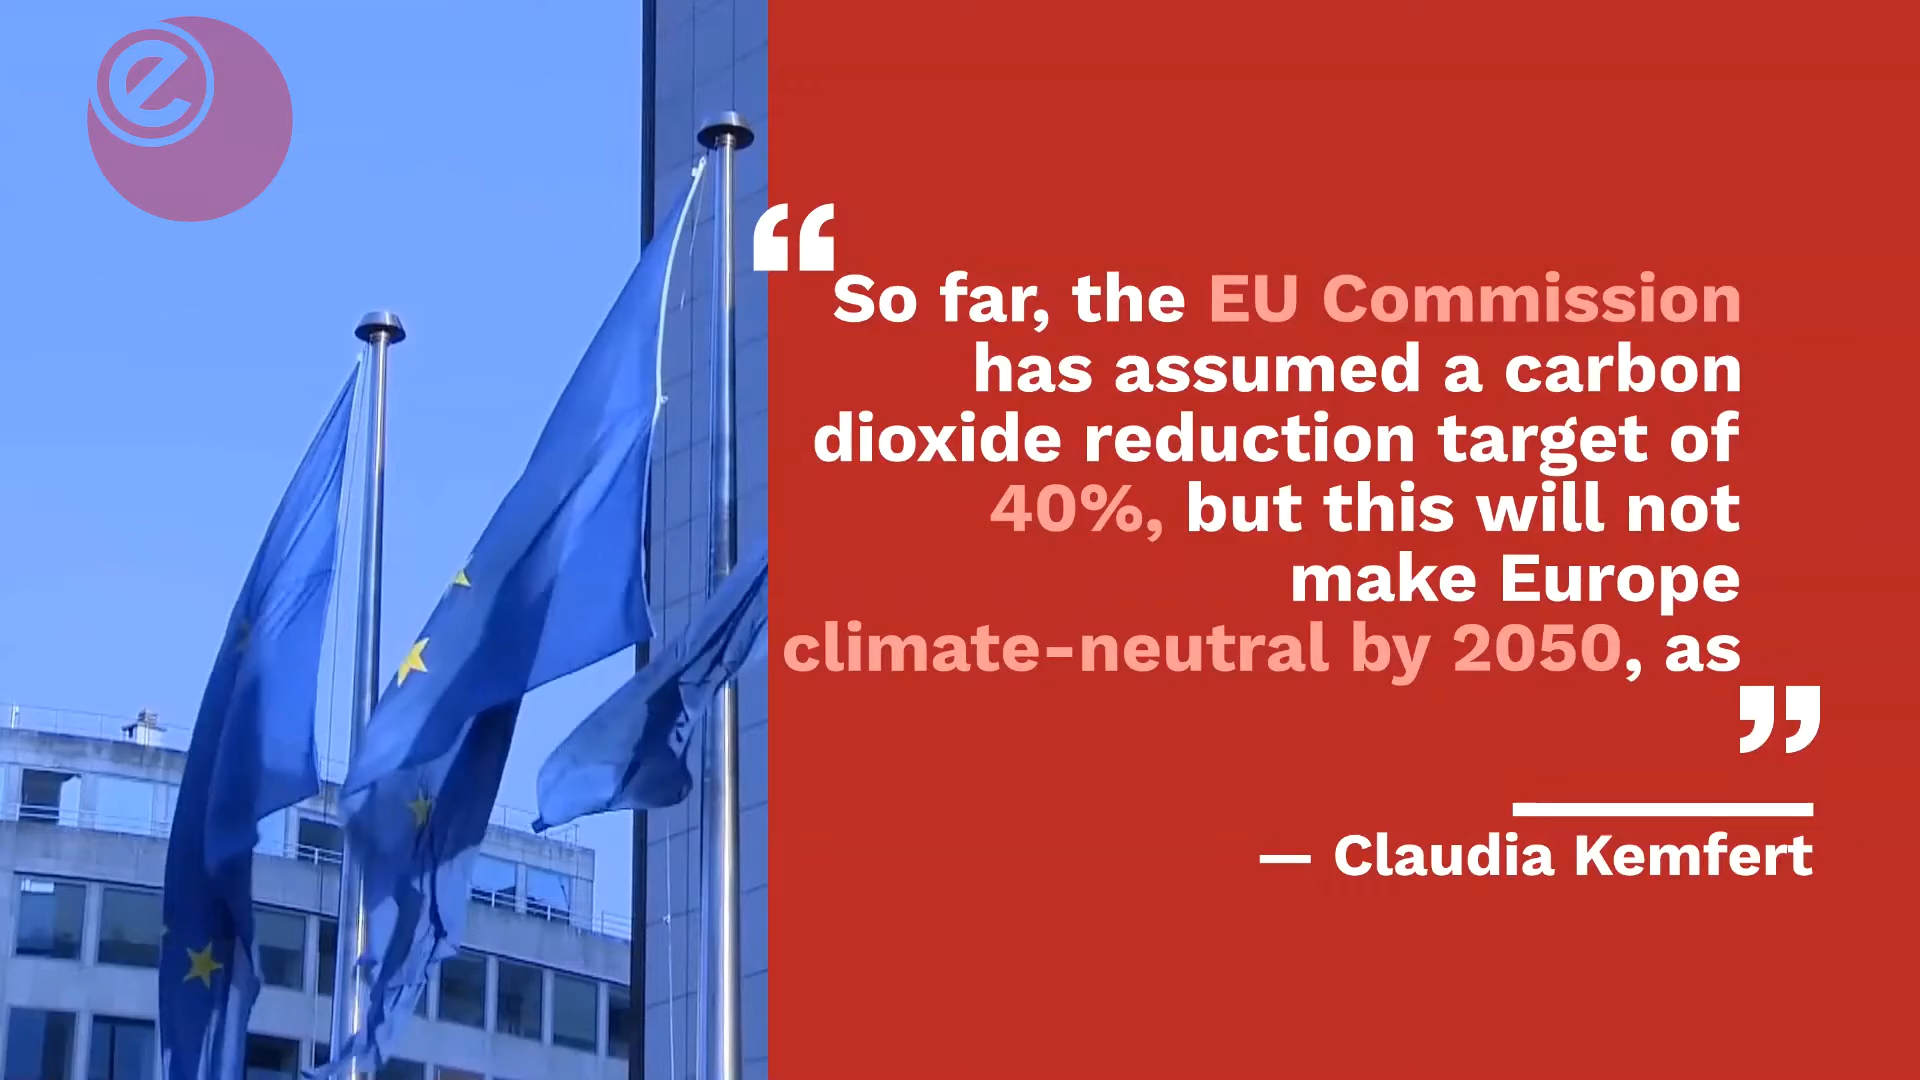 e
“So far, the EU Commission
has assumed a carbon
dioxide reduction target of
40%, but this will not
make Europe
climate-neutral by 2050, as”
— Claudia Kemfert